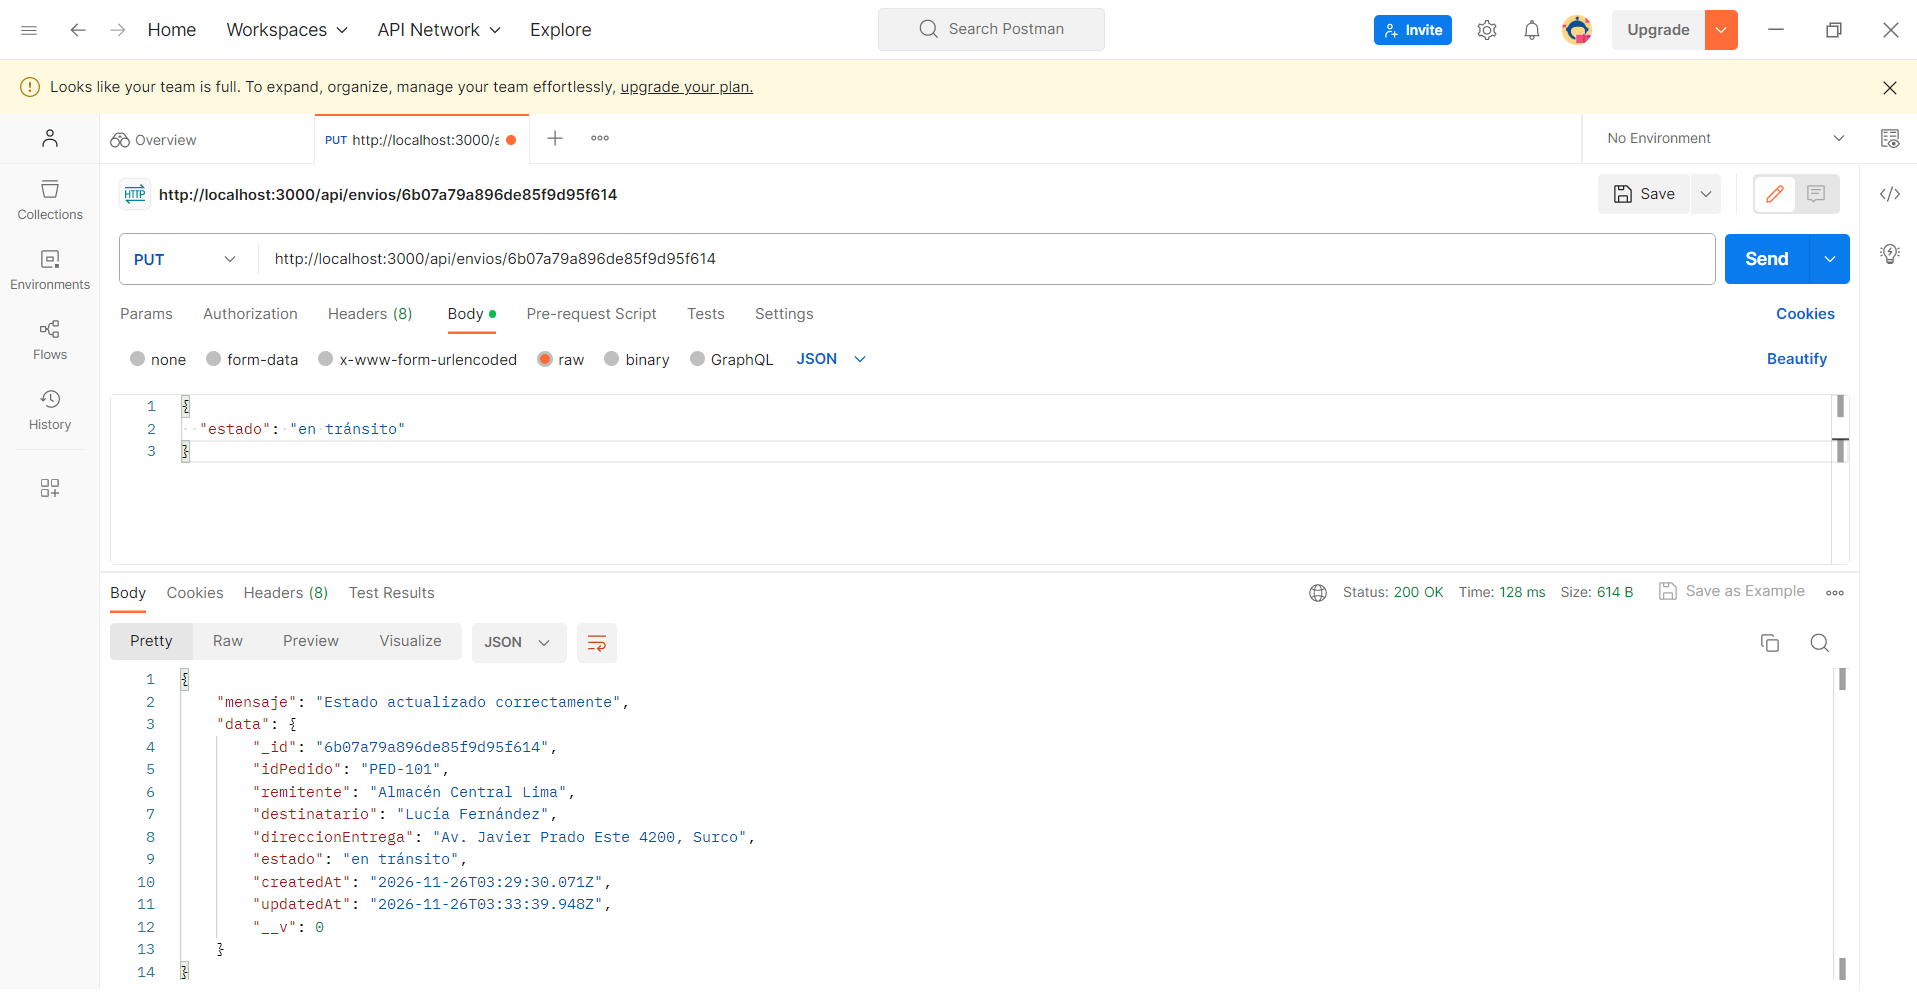 Home Workspaces API Network Explore Search Postman Invite Upgrade
Looks like your team is full. To expand, organize, manage your team effortlessly, upgrade your plan.
Overview PUT http://localhost:3000/a No Environment
HTTP http://localhost:3000/api/envios/6b07a79a896de85f9d95f614 Save
Collections
Environments
Flows
History
PUT http://localhost:3000/api/envios/6b07a79a896de85f9d95f614 Send
Params Authorization Headers (8) Body Pre-request Script Tests Settings Cookies
none form-data x-www-form-urlencoded raw binary GraphQL JSON Beautify
1 {
2 "estado": "en tránsito"
3 }
Body Cookies Headers (8) Test Results Status: 200 OK Time: 128 ms Size: 614 B Save as Example
Pretty Raw Preview Visualize JSON
1 {
2 "mensaje": "Estado actualizado correctamente",
3 "data": {
4 "_id": "6b07a79a896de85f9d95f614",
5 "idPedido": "PED-101",
6 "remitente": "Almacén Central Lima",
7 "destinatario": "Lucía Fernández",
8 "direccionEntrega": "Av. Javier Prado Este 4200, Surco",
9 "estado": "en tránsito",
10 "createdAt": "2026-11-26T03:29:30.071Z",
11 "updatedAt": "2026-11-26T03:33:39.948Z",
12 "__v": 0
13 }
14 }